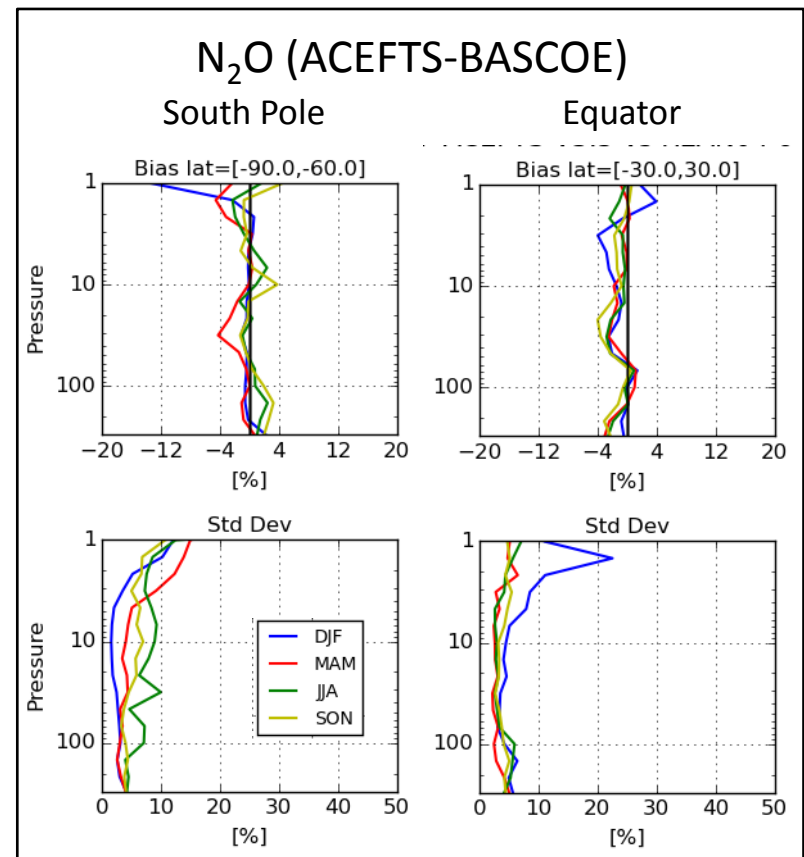 N₂O (ACEFTS-BASCOE)
South Pole
Equator
Bias lat=[-90.0,-60.0]
Bias lat=[-30.0,30.0]
1
10
100
Pressure
-20 -12 -4 4 12 20
[%]
1
10
100
-20 -12 -4 4 12 20
[%]
Std Dev
1
10
100
Pressure
DJF
MAM
JJA
SON
0 10 20 30 40 50
[%]
Std Dev
1
10
100
0 10 20 30 40 50
[%]